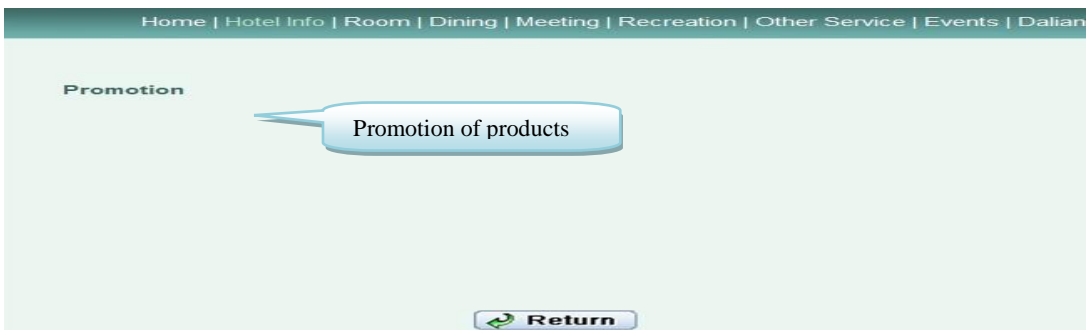 Home | Hotel Info | Room | Dining | Meeting | Recreation | Other Service | Events | Dalian
Promotion
Promotion of products
Return